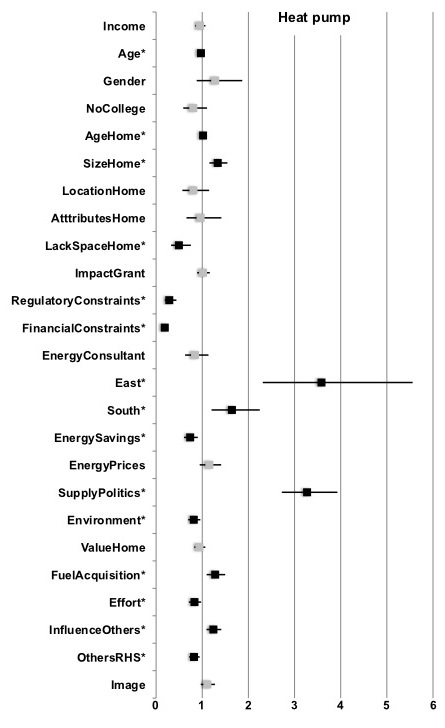 Heat pump
Income
Age*
Gender
NoCollege
AgeHome*
SizeHome*
LocationHome
AtttributesHome
LackSpaceHome*
ImpactGrant
RegulatoryConstraints*
FinancialConstraints*
EnergyConsultant
East*
South*
EnergySavings*
EnergyPrices
SupplyPolitics*
Environment*
ValueHome
FuelAcquisition*
Effort*
InfluenceOthers*
OthersRHS*
Image
0 1 2 3 4 5 6